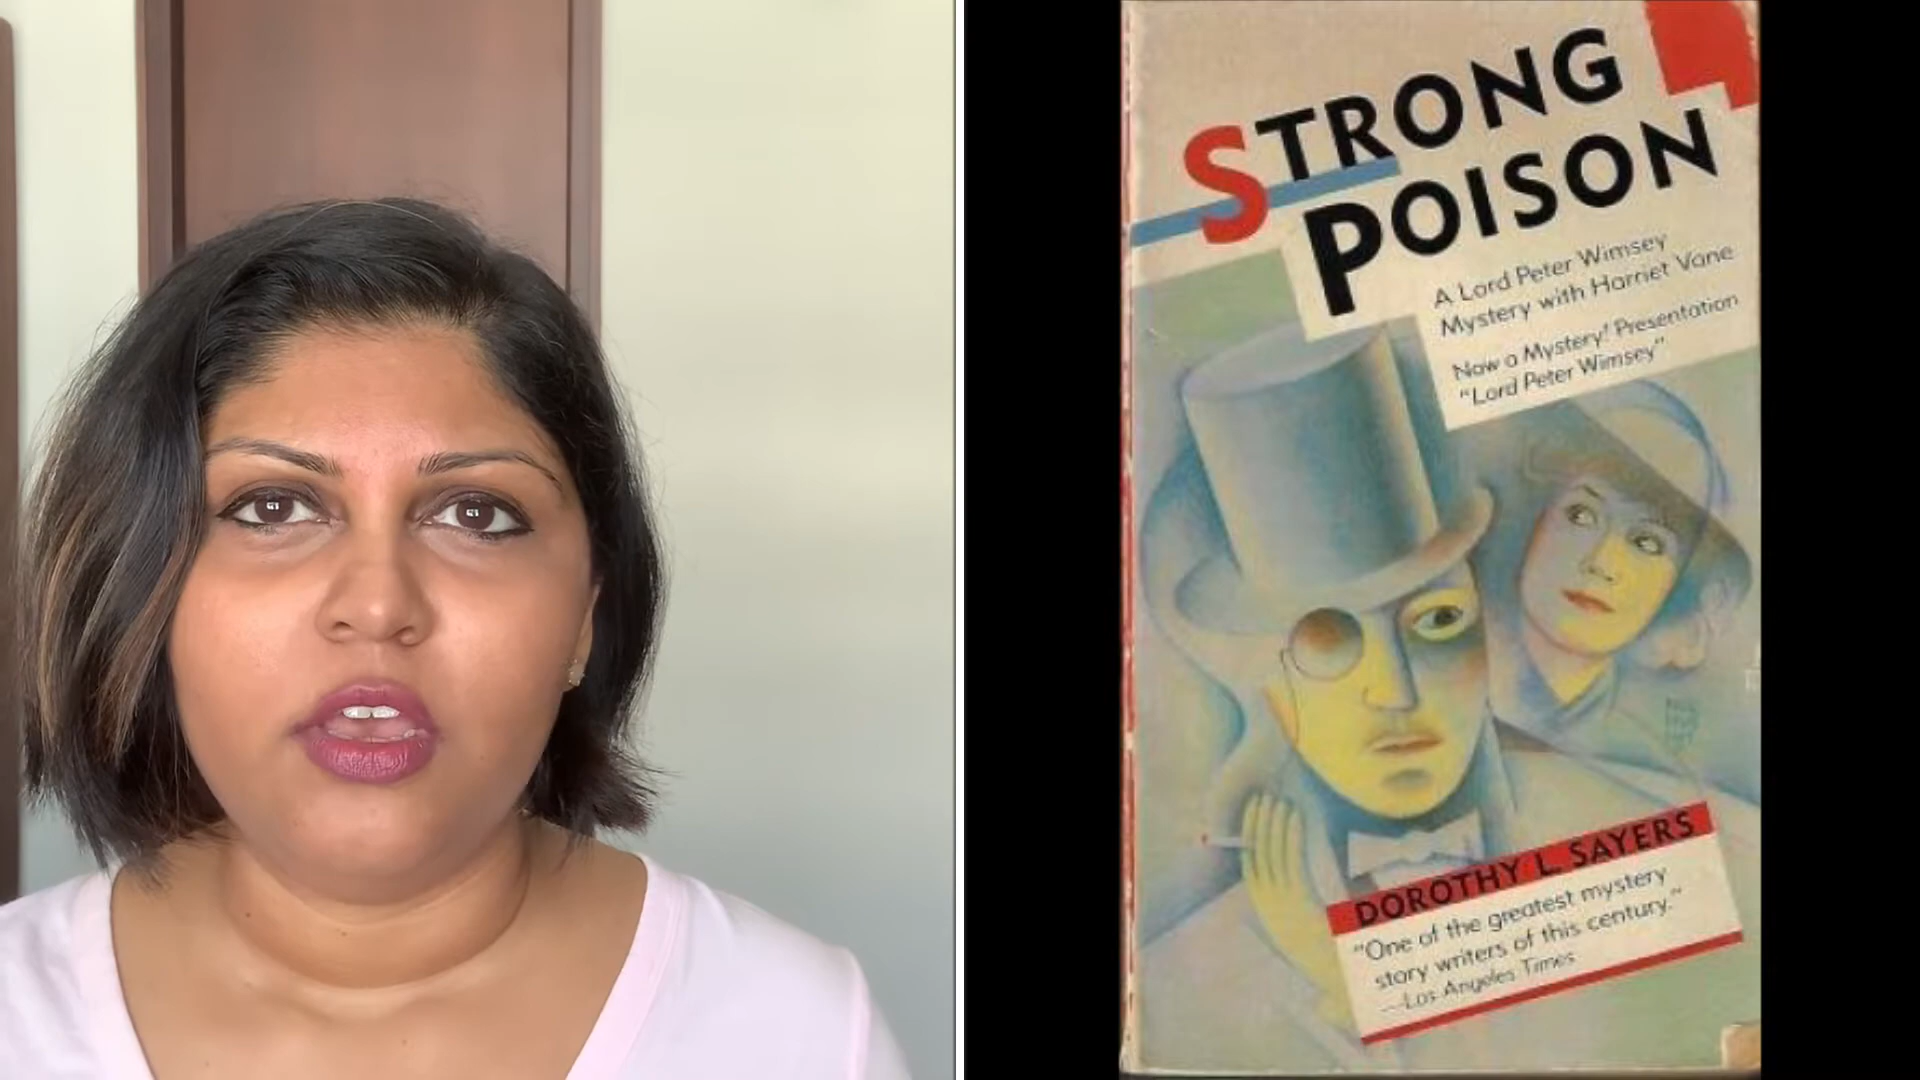 STRONG
POISON
A Lord Peter Wimsey
Mystery with Harriet Vane
Now a Mystery! Presentation
"Lord Peter Wimsey"
DOROTHY L. SAYERS
"One of the greatest mystery
story writers of this century."
—Los Angeles Times